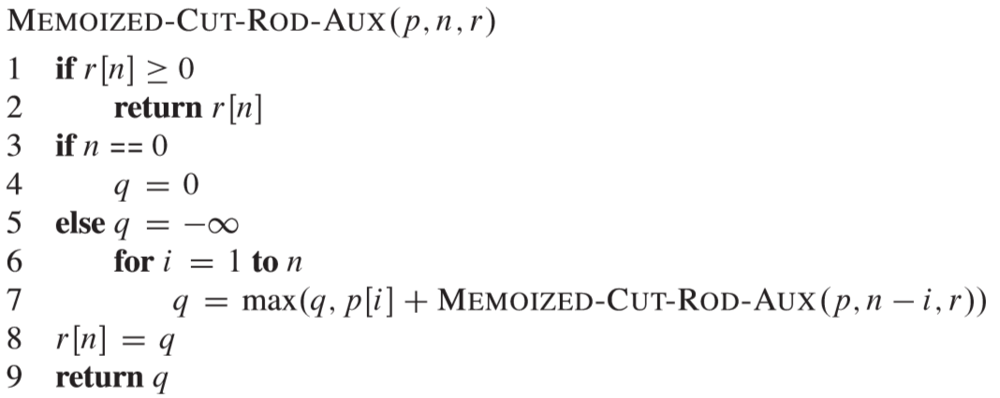 MEMOIZED-CUT-ROD-AUX(p, n, r)
1 if r[n] ≥ 0
2 return r[n]
3 if n == 0
4 q = 0
5 else q = −∞
6 for i = 1 to n
7 q = max(q, p[i] + MEMOIZED-CUT-ROD-AUX(p, n − i, r))
8 r[n] = q
9 return q